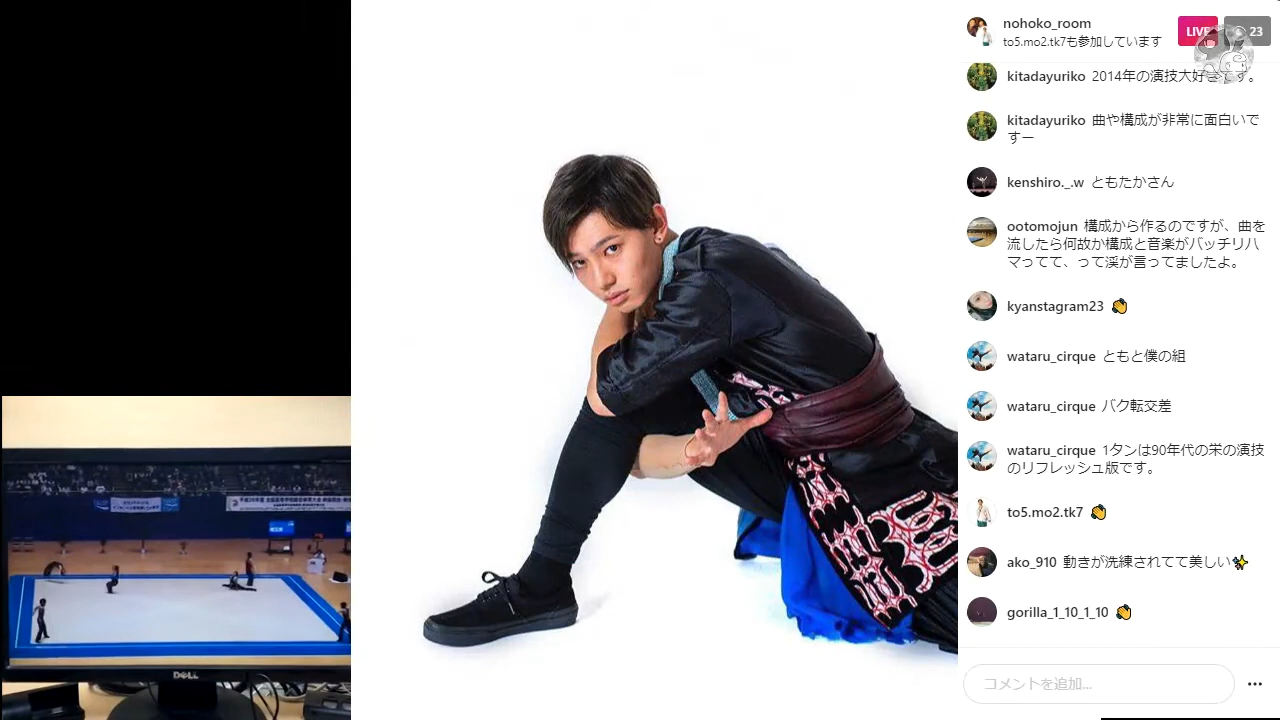 nohoko_room
to5.mo2.tk7も参加しています
LIVE
23
kitadayuriko 2014年の演技大好きです。
kitadayuriko 曲や構成が非常に面白いで
すー
kenshiro._.w ともたかさん
ootomojun 構成から作るのですが、曲を
流したら何故か構成と音楽がバッチリハ
マってて、って渓が言ってましたよ。
kyanstagram23 👏
wataru_cirque ともと僕の組
wataru_cirque バク転交差
wataru_cirque 1タンは90年代の栄の演技
のリフレッシュ版です。
to5.mo2.tk7 👏
ako_910 動きが洗練されてて美しい✨
gorilla_1_10_1_10 👏
コメントを追加...
DELL